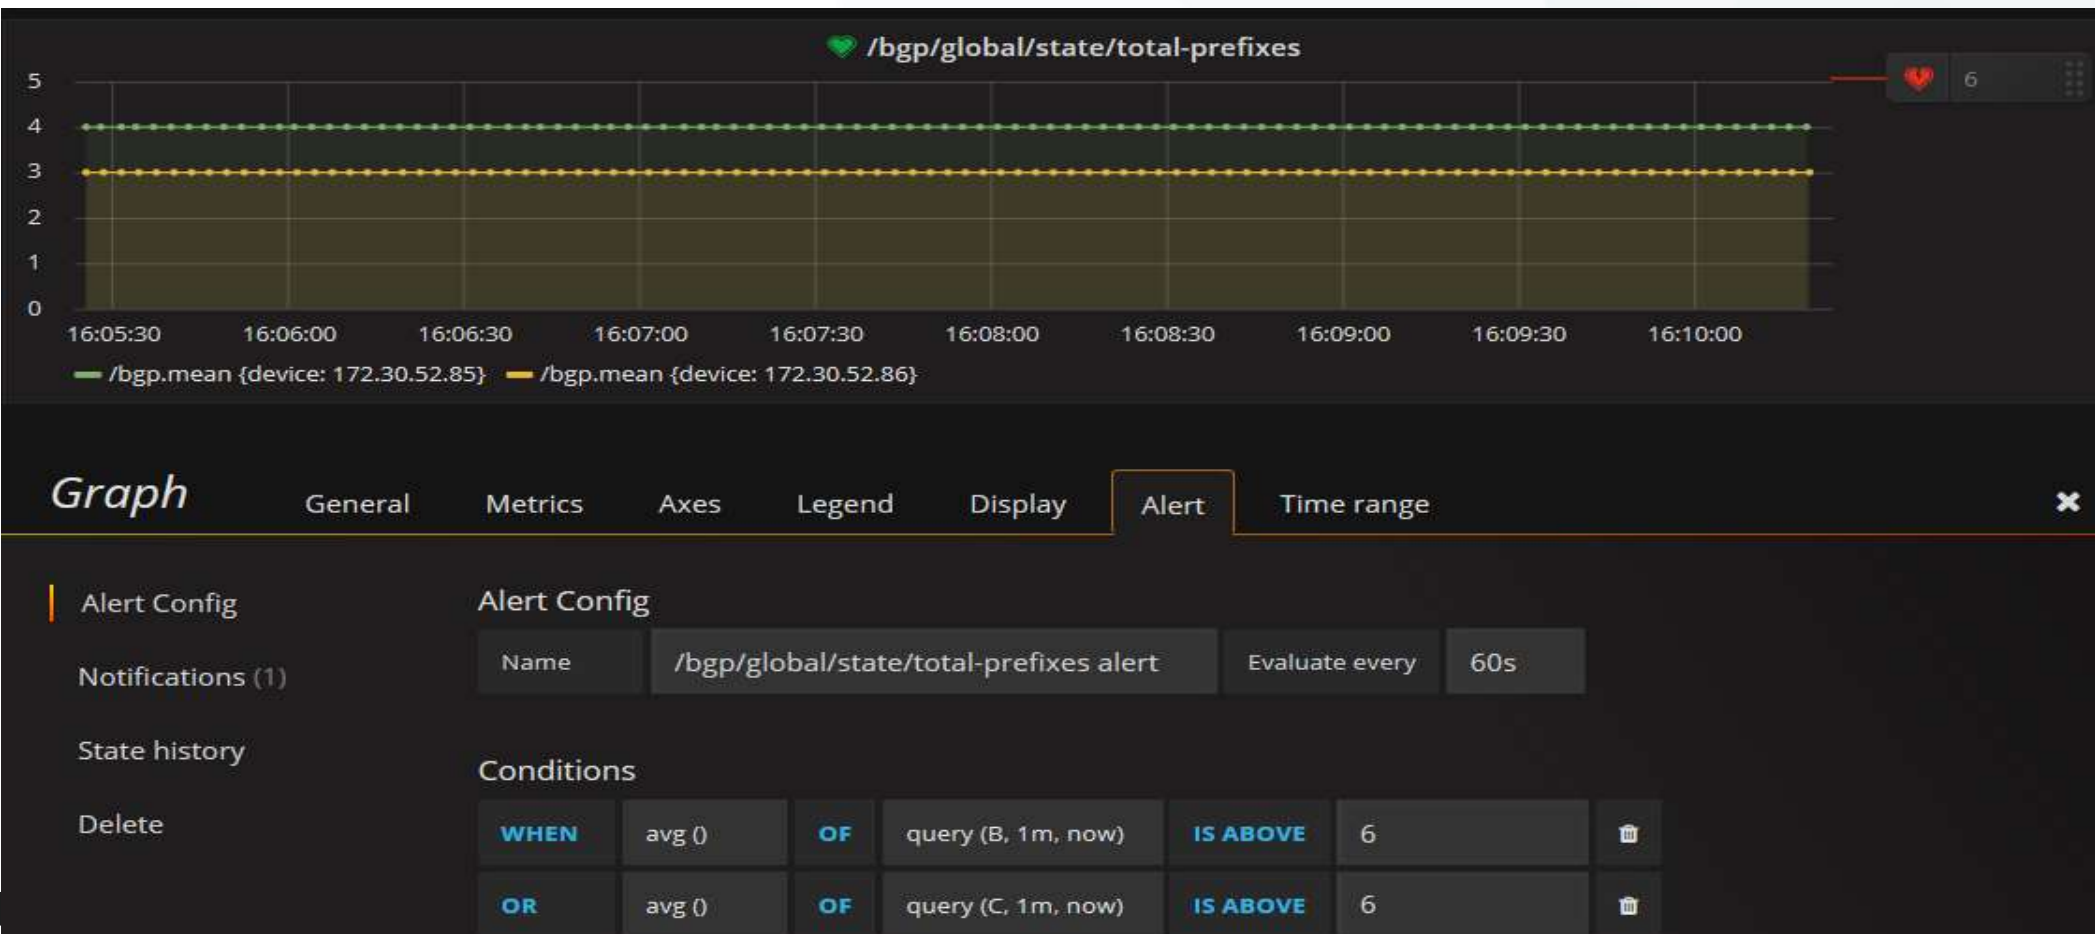 /bgp/global/state/total-prefixes
6
5
4
3
2
1
0
16:05:30 16:06:00 16:06:30 16:07:00 16:07:30 16:08:00 16:08:30 16:09:00 16:09:30 16:10:00
/bgp.mean {device: 172.30.52.85} /bgp.mean {device: 172.30.52.86}
Graph General Metrics Axes Legend Display Alert Time range
Alert Config
Notifications (1)
State history
Delete
Alert Config
Name /bgp/global/state/total-prefixes alert Evaluate every 60s
Conditions
WHEN avg () OF query (B, 1m, now) IS ABOVE 6
OR avg () OF query (C, 1m, now) IS ABOVE 6